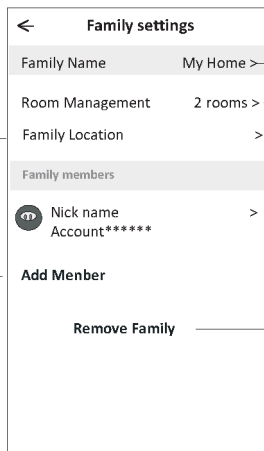 Family settings
Family Name My Home >
Room Management 2 rooms >
Family Location >
Family members
Nick name >
Account******
Add Menber
Remove Family